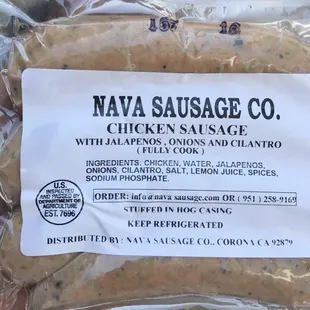 NAVA SAUSAGE CO.
CHICKEN SAUSAGE
WITH JALAPENOS , ONIONS AND CILANTRO
( FULLY COOK )
INGREDIENTS: CHICKEN, WATER, JALAPENOS,
ONIONS, CILANTRO, SALT, LEMON JUICE, SPICES,
SODIUM PHOSPHATE.
U.S.
INSPECTED
AND PASSED BY
DEPARTMENT OF
AGRICULTURE
EST. 7696
ORDER: info@nava sausage.com OR ( 951 ) 258-9169
STUFFED IN HOG CASING
KEEP REFRIGERATED
DISTRIBUTED BY: NAVA SAUSAGE CO.. CORONA CA 92879